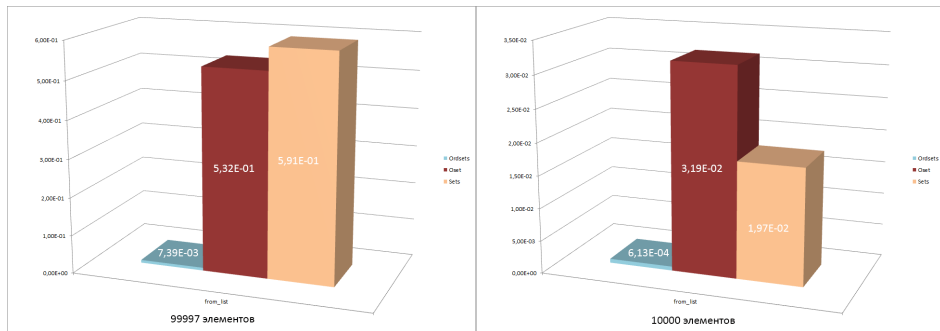 6,00E-01
5,00E-01
4,00E-01
3,00E-01
2,00E-01
1,00E-01
0,00E+00
7,39E-03
5,32E-01
5,91E-01
Ordsets
Oset
Sets
from_list
99997 элементов
3,50E-02
3,00E-02
2,50E-02
2,00E-02
1,50E-02
1,00E-02
5,00E-03
0,00E+00
6,13E-04
3,19E-02
1,97E-02
Ordsets
Oset
Sets
from_list
10000 элементов